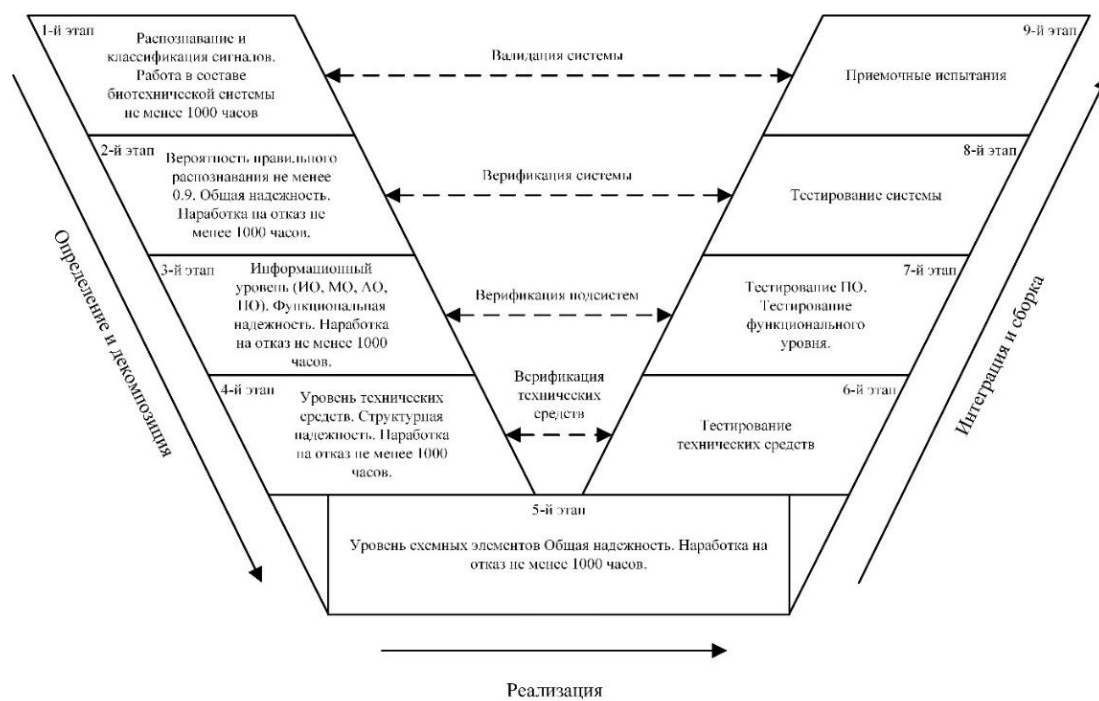 1-й этап
Распознавание и
классификация сигналов.
Работа в составе
биотехнической системы
не менее 1000 часов
Валидация системы
9-й этап
Приемочные испытания
2-й этап
Вероятность правильного
распознавания не менее
0.9. Общая надежность.
Наработка на отказ не
менее 1000 часов.
Верификация системы
8-й этап
Тестирование системы
3-й этап
Информационный
уровень (ИО, МО, АО,
ПО). Функциональная
надежность. Наработка
на отказ не менее 1000
часов.
Верификация подсистем
7-й этап
Тестирование ПО.
Тестирование
функционального
уровня.
4-й этап
Уровень технических
средств. Структурная
надежность. Наработка
на отказ не менее 1000
часов.
Верификация
технических
средств
6-й этап
Тестирование
технических средств
5-й этап
Уровень схемных элементов Общая надежность. Наработка на
отказ не менее 1000 часов.
Определение и декомпозиция
Интеграция и сборка
Реализация